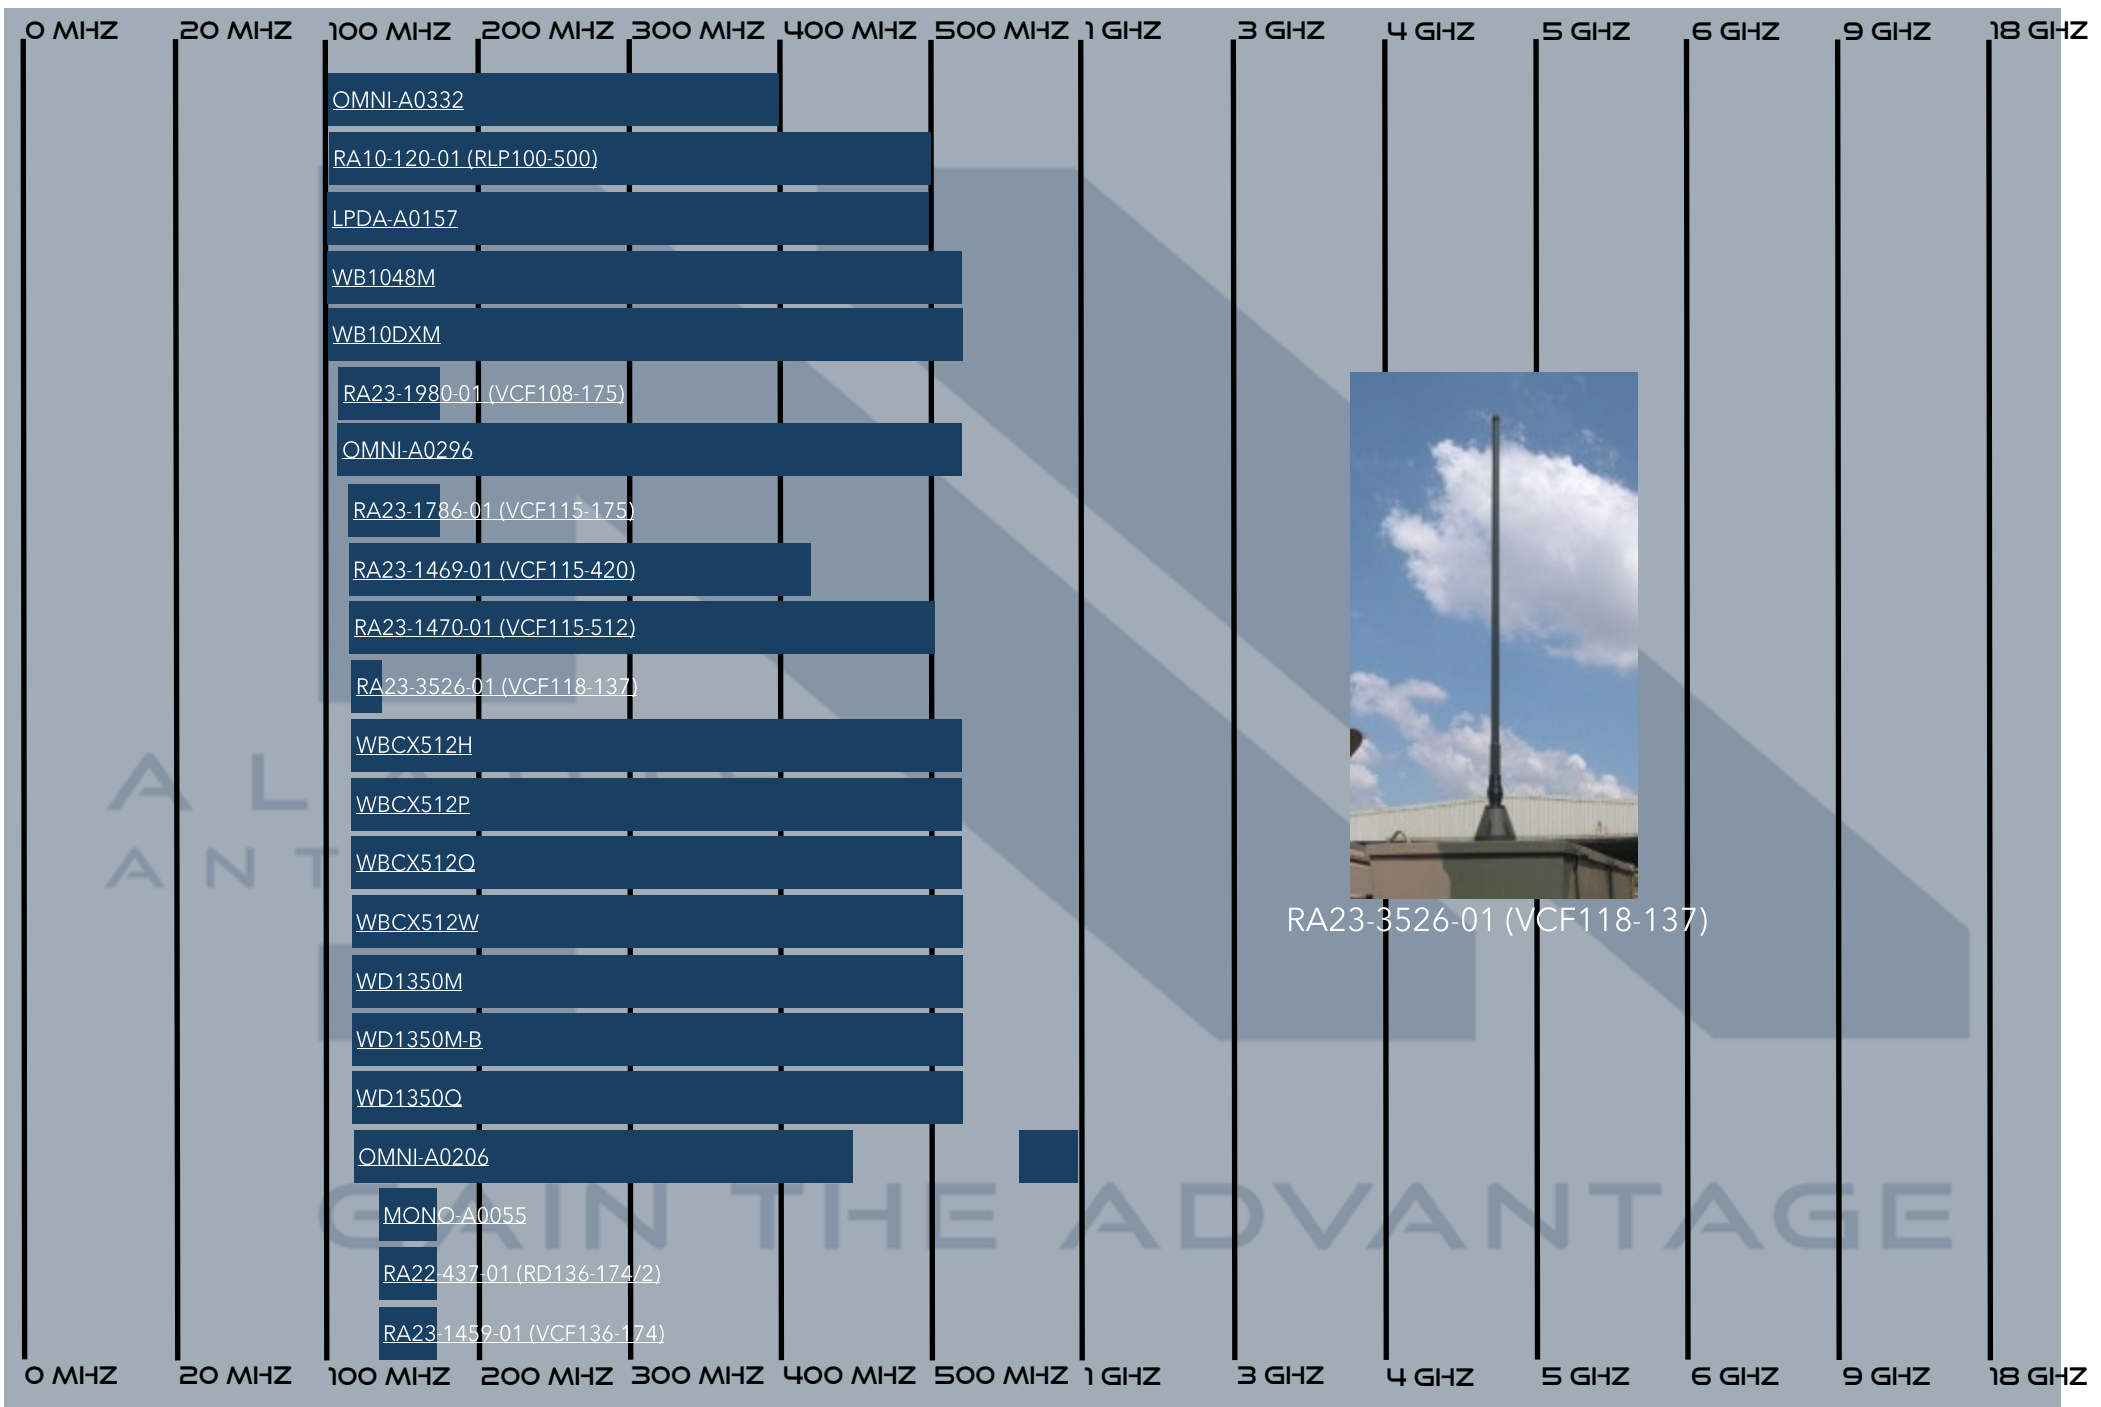 0 MHZ 20 MHZ 100 MHZ 200 MHZ 300 MHZ 400 MHZ 500 MHZ 1 GHZ 3 GHZ 4 GHZ 5 GHZ 6 GHZ 9 GHZ 18 GHZ
OMNI-A0332
RA10-120-01 (RLP100-500)
LPDA-A0157
WB1048M
WB10DXM
RA23-1980-01 (VCF108-175)
OMNI-A0296
RA23-1786-01 (VCF115-175)
RA23-1469-01 (VCF115-420)
RA23-1470-01 (VCF115-512)
RA23-3526-01 (VCF118-137)
WBCX512H
WBCX512P
WBCX512Q
WBCX512W
WD1350M
WD1350M-B
WD1350Q
OMNI-A0206
MONO-A0055
RA22-437-01 (RD136-174/2)
RA23-1459-01 (VCF136-174)
RA23-3526-01 (VCF118-137)
GAIN THE ADVANTAGE
0 MHZ 20 MHZ 100 MHZ 200 MHZ 300 MHZ 400 MHZ 500 MHZ 1 GHZ 3 GHZ 4 GHZ 5 GHZ 6 GHZ 9 GHZ 18 GHZ